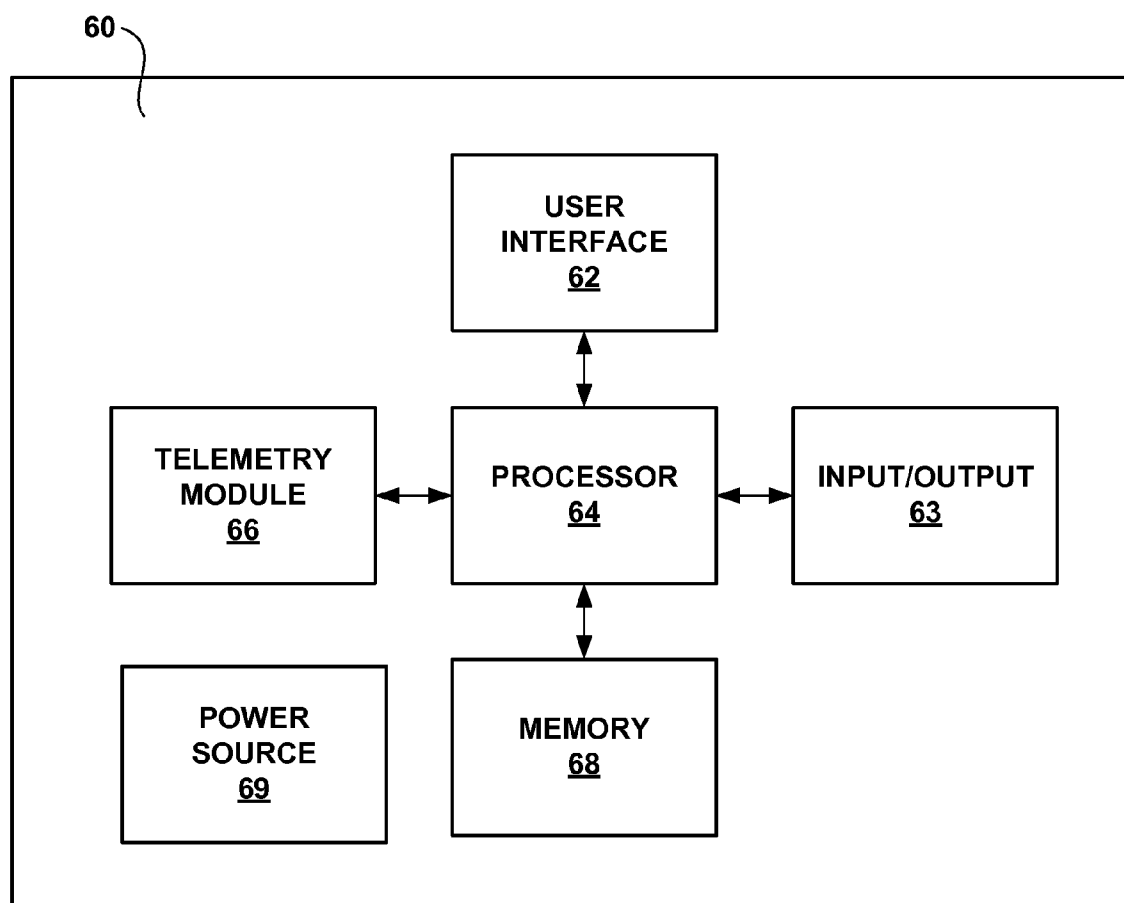 60
USER
INTERFACE
62
TELEMETRY
MODULE
66
PROCESSOR
64
INPUT/OUTPUT
63
POWER
SOURCE
69
MEMORY
68